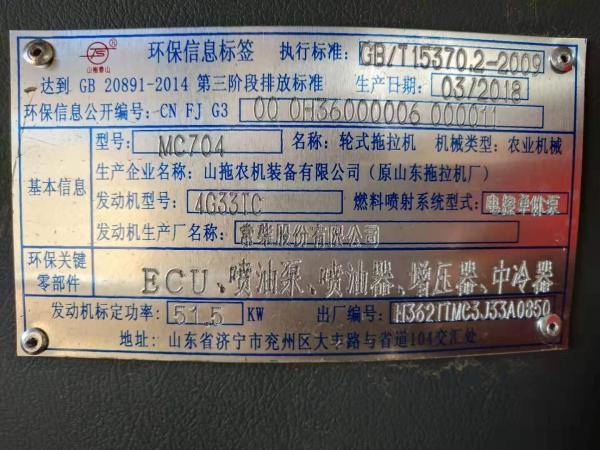 山拖泰山
环保信息标签 执行标准: GB/T15370.2-2009
达到 GB 20891-2014 第三阶段排放标准 生产日期: 03/2018
环保信息公开编号: CN FJ G3 00 0H36000006 000011
型号: MC704 名称: 轮式拖拉机 机械类型: 农业机械
生产企业名称: 山拖农机装备有限公司（原山东拖拉机厂）
基本信息
发动机型号: 4G33TC 燃料喷射系统型式: 电控单体泵
发动机生产厂名称: 常柴股份有限公司
环保关键零部件 ECU、喷油泵、喷油器、增压器、中冷器
发动机标定功率: 51.5 KW 出厂编号: H362TTMC3J33A0850
地址: 山东省济宁市兖州区大丰路与省道104交汇处